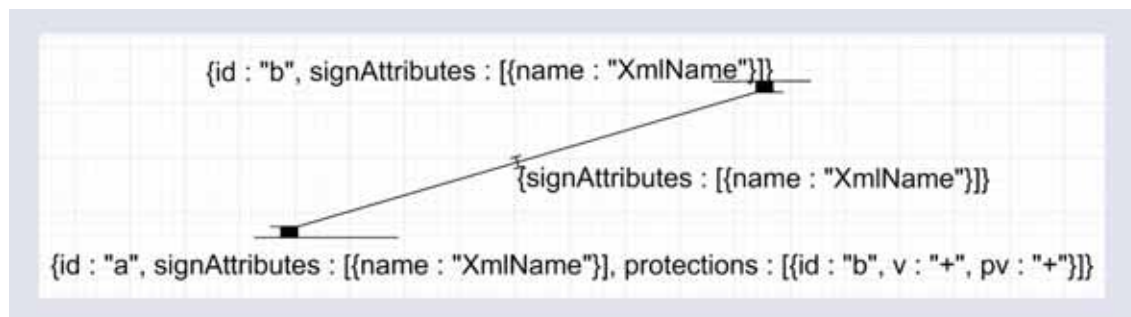 {id : "b", signAttributes : [{name : "XmlName"}]}
{signAttributes : [{name : "XmlName"}]}
{id : "a", signAttributes : [{name : "XmlName"}], protections : [{id : "b", v : "+", pv : "+"}]}